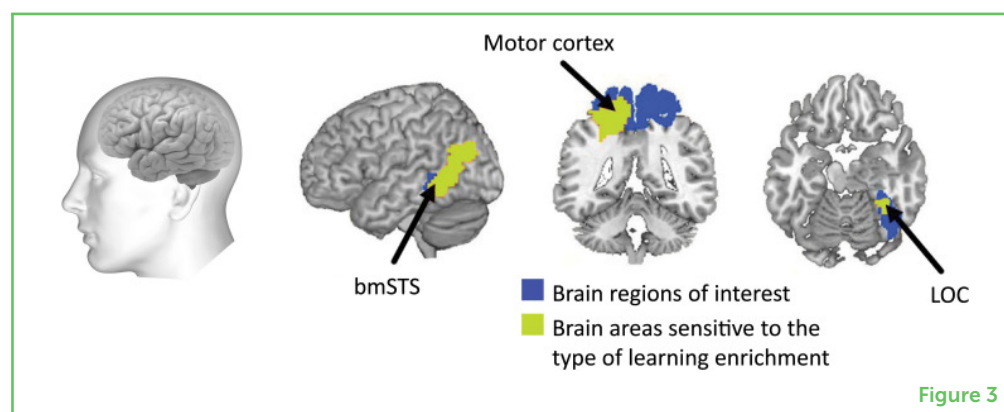 Motor cortex
bmSTS
LOC
Brain regions of interest
Brain areas sensitive to the
type of learning enrichment
Figure 3